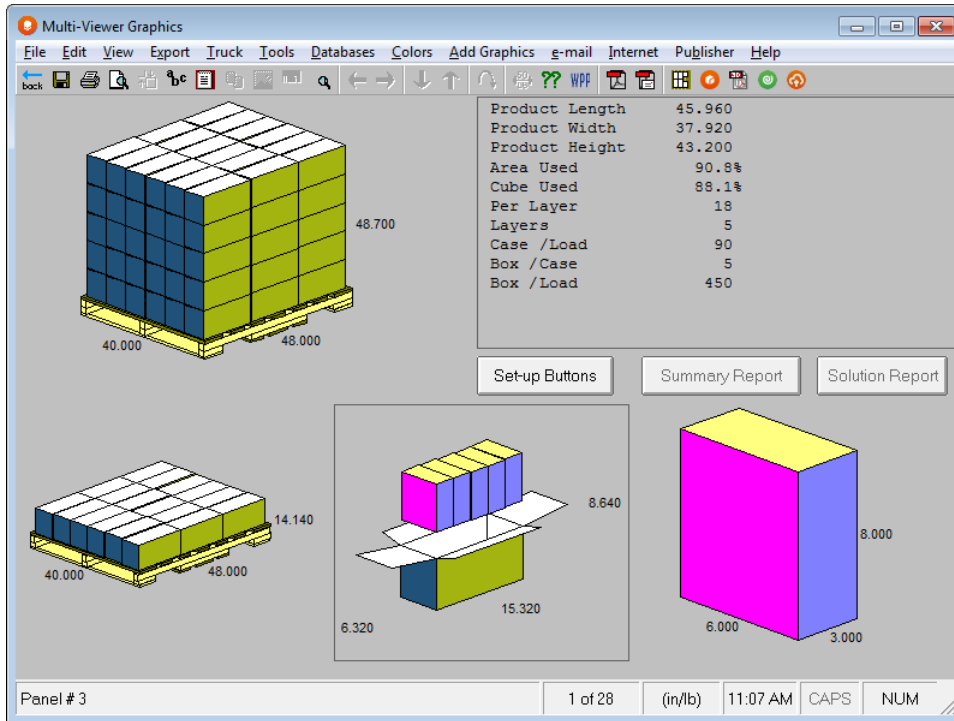 Multi-Viewer Graphics
File Edit View Export Truck Tools Databases Colors Add Graphics e-mail Internet Publisher Help
back abc ?? WPF
Product Length 45.960
Product Width 37.920
Product Height 43.200
Area Used 90.8%
Cube Used 88.1%
Per Layer 18
Layers 5
Case /Load 90
Box /Case 5
Box /Load 450
48.700
40.000
48.000
Set-up Buttons Summary Report Solution Report
14.140
40.000
48.000
8.640
15.320
6.320
8.000
6.000
3.000
Panel # 3 1 of 28 (in/lb) 11:07 AM CAPS NUM